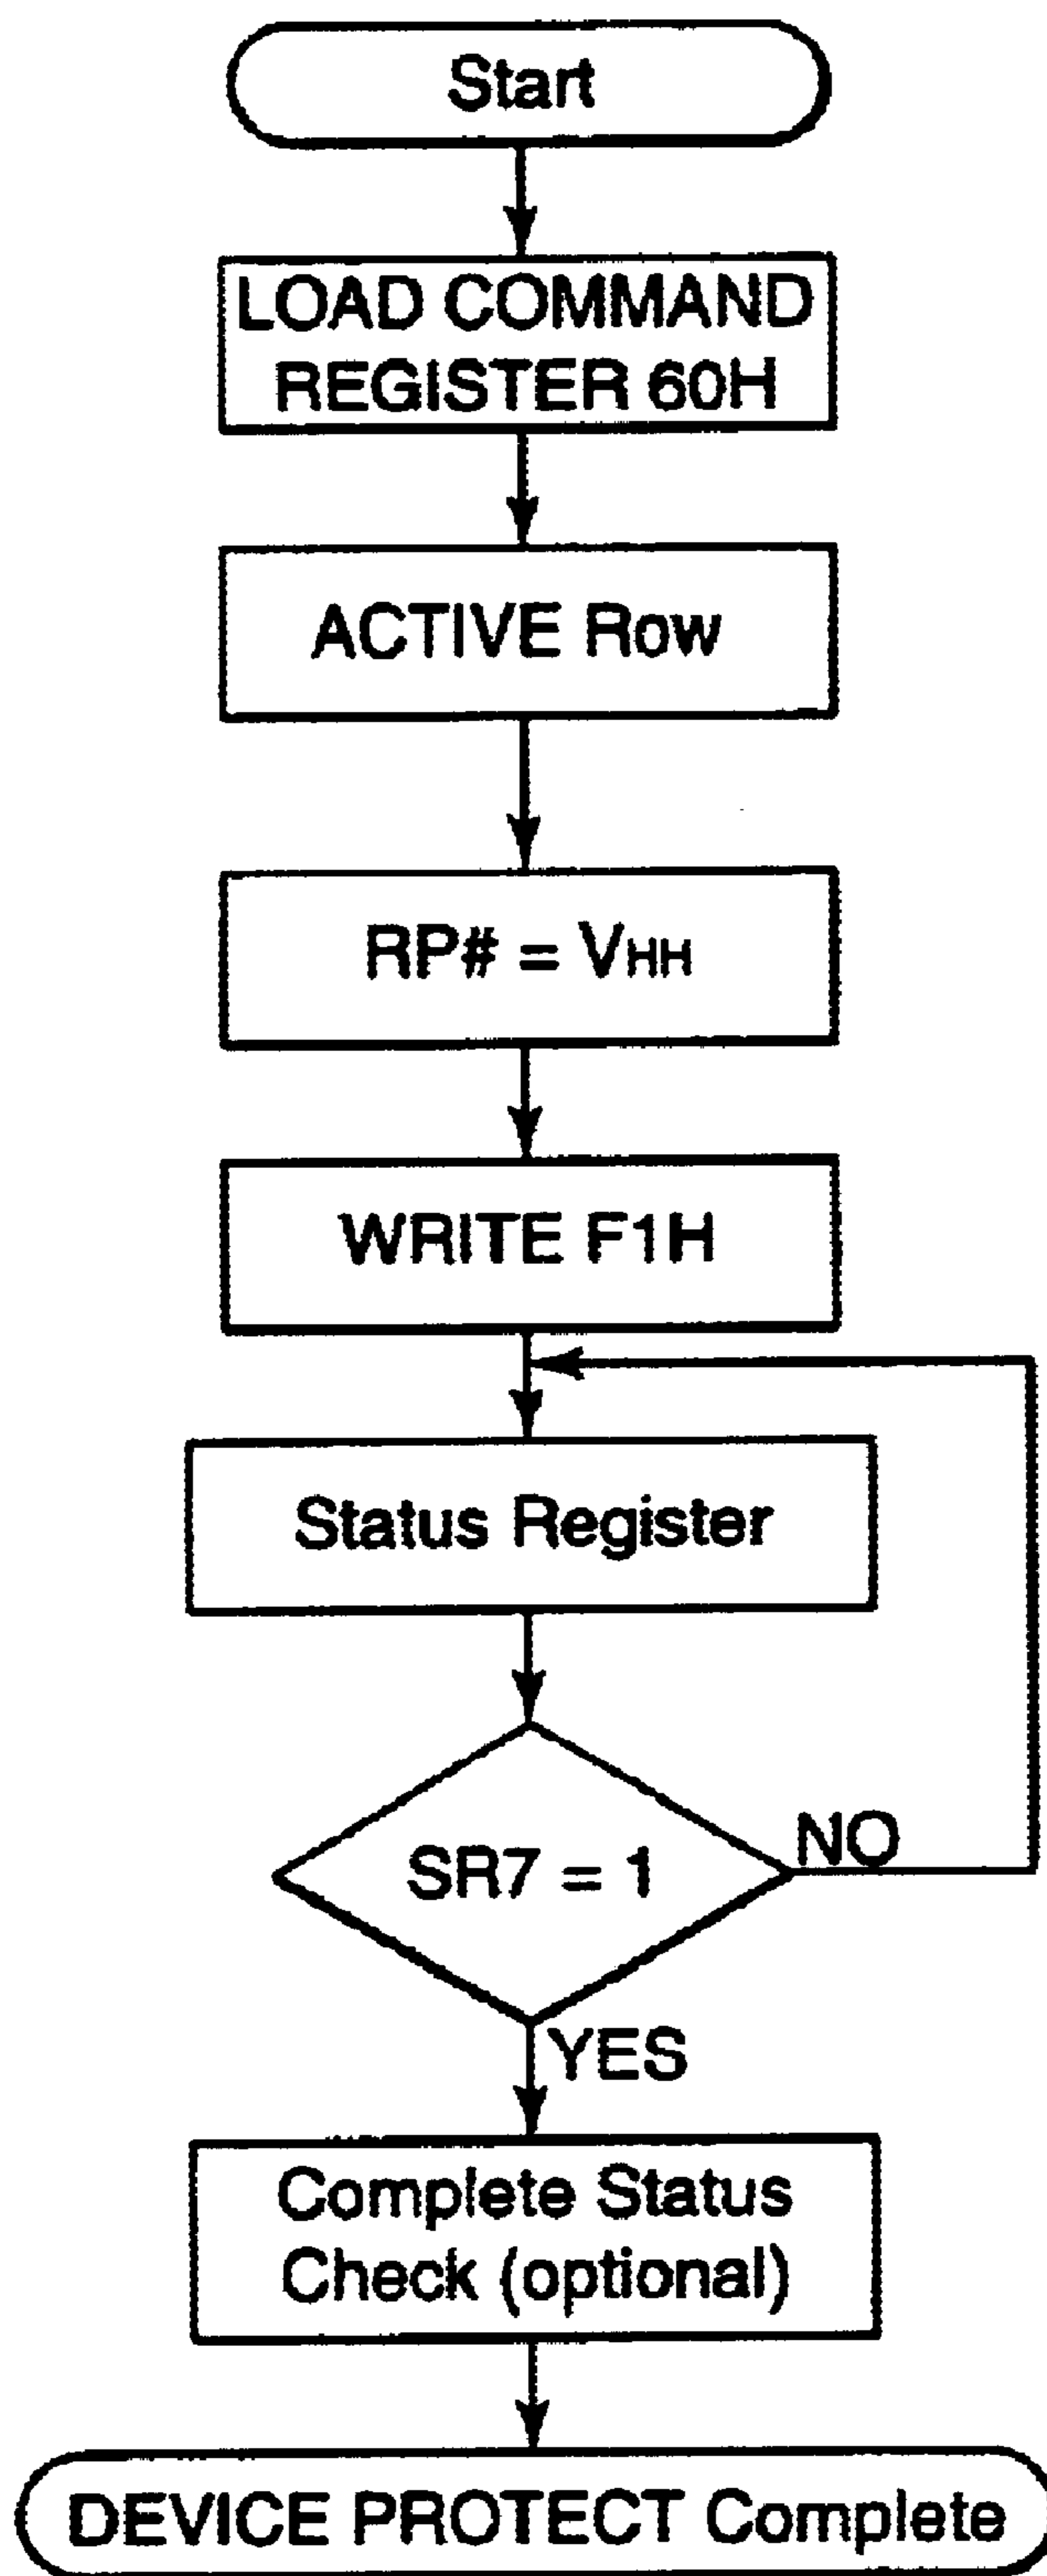 Start
LOAD COMMAND
REGISTER 60H
ACTIVE Row
RP# = VHH
WRITE F1H
Status Register
SR7 = 1
NO
YES
Complete Status
Check (optional)
DEVICE PROTECT Complete